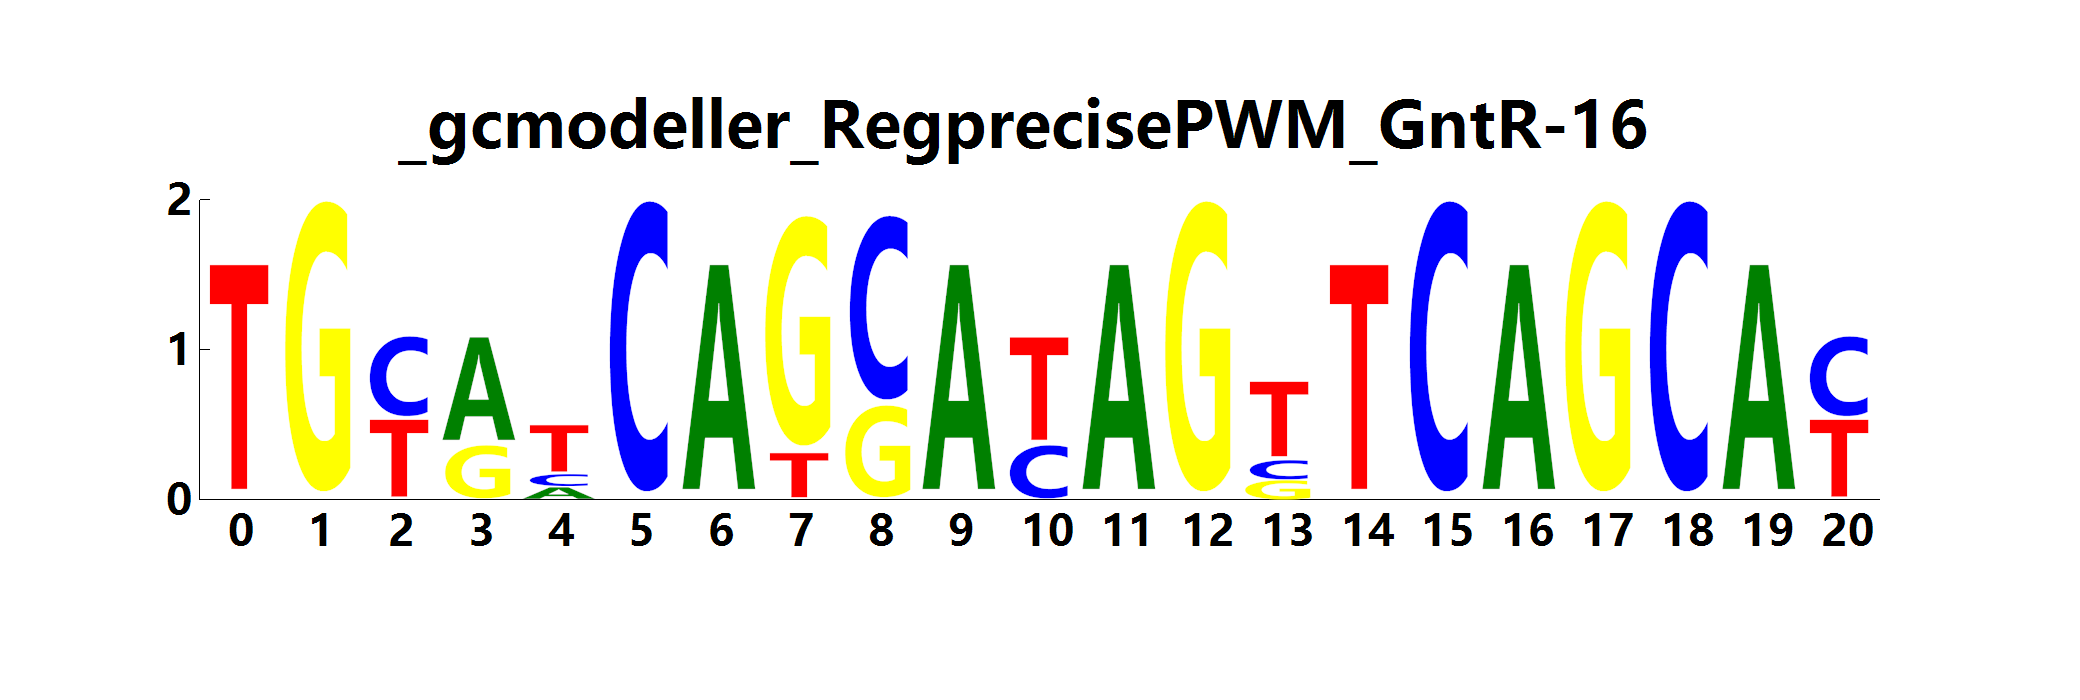 _gcmodeller_RegprecisePWM_GntR-16
2
1
0
T G C T A G T C A C A G T C G A T C A G T C G T C A G C A C T
0 1 2 3 4 5 6 7 8 9 10 11 12 13 14 15 16 17 18 19 20